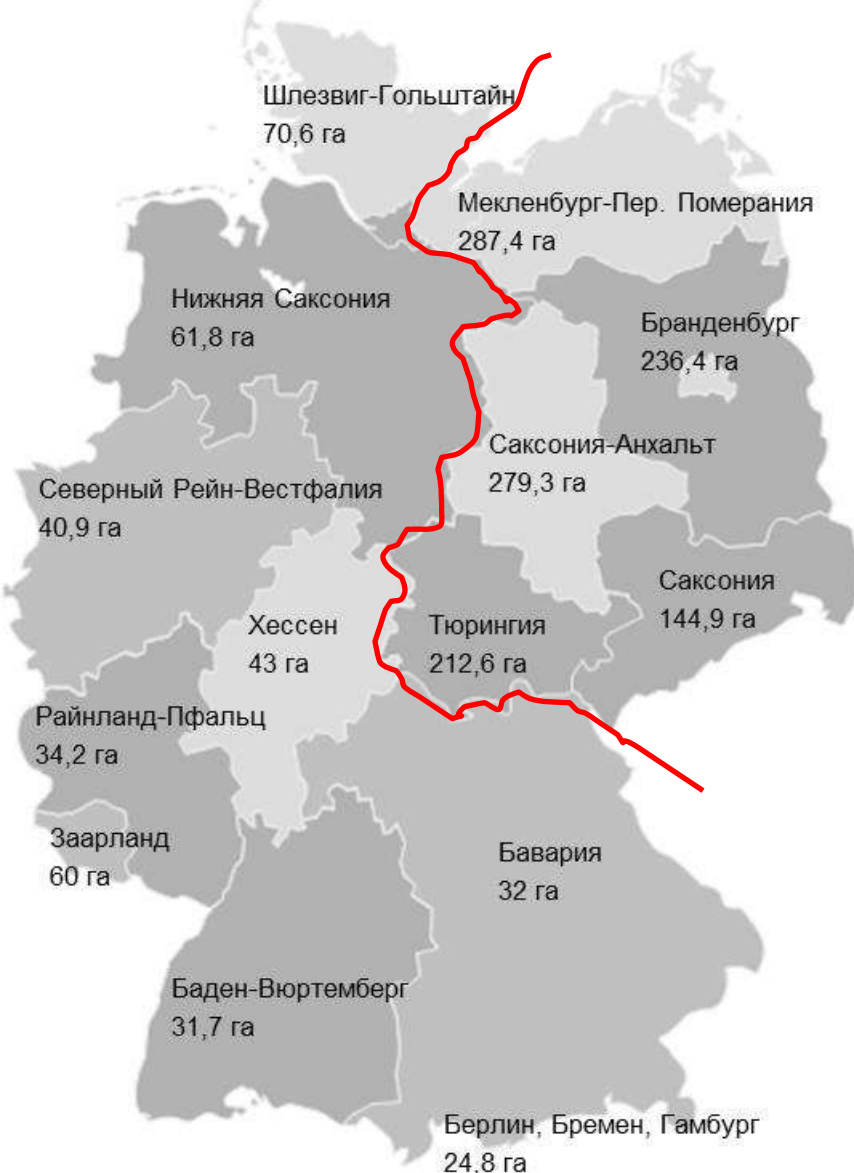 Шлезвиг-Гольштайн
70,6 га
Мекленбург-Пер. Померания
287,4 га
Нижняя Саксония
61,8 га
Бранденбург
236,4 га
Саксония-Анхальт
279,3 га
Северный Рейн-Вестфалия
40,9 га
Саксония
144,9 га
Хессен
43 га
Тюрингия
212,6 га
Райнланд-Пфальц
34,2 га
Заарланд
60 га
Бавария
32 га
Баден-Вюртемберг
31,7 га
Берлин, Бремен, Гамбург
24,8 га